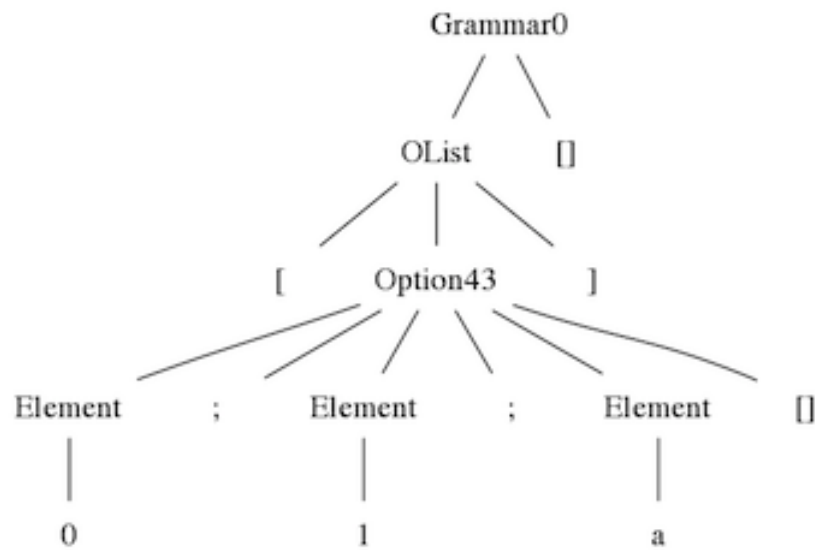 Grammar0
OList []
[ Option43 ]
Element ; Element ; Element []
0 1 a